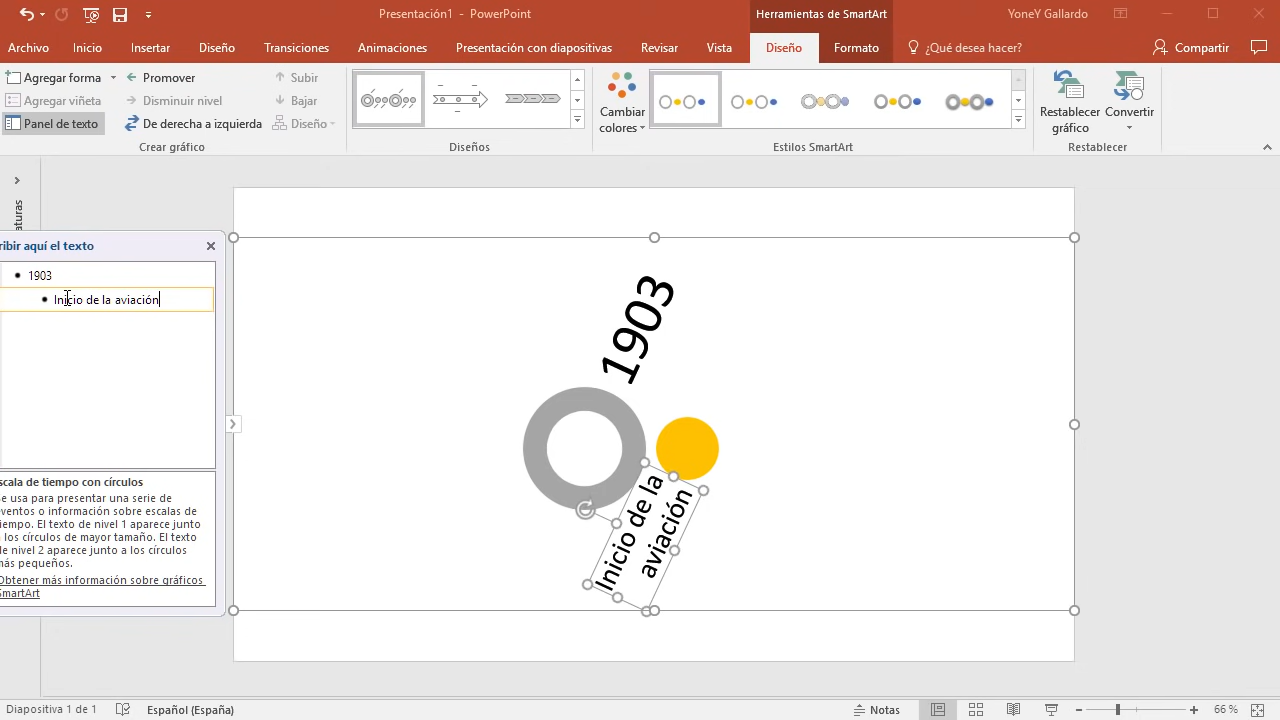 Presentación1 - PowerPoint
Herramientas de SmartArt
YoneY Gallardo
Archivo
Inicio
Insertar
Diseño
Transiciones
Animaciones
Presentación con diapositivas
Revisar
Vista
Diseño
Formato
¿Qué desea hacer?
Compartir
Agregar forma
Promover
Subir
Agregar viñeta
Disminuir nivel
Bajar
Panel de texto
De derecha a izquierda
Diseño
Cambiar
colores
Restablecer
gráfico
Convertir
Crear gráfico
Diseños
Estilos SmartArt
Restablecer
turas
ribir aquí el texto
1903
Inicio de la aviación
scala de tiempo con círculos
Se usa para presentar una serie de
eventos o información sobre escalas de
tiempo. El texto de nivel 1 aparece junto
a los círculos de mayor tamaño. El texto
de nivel 2 aparece junto a los círculos
más pequeños.
Obtener más información sobre gráficos
SmartArt
1903
Inicio de la
aviación
Diapositiva 1 de 1
Español (España)
Notas
66 %